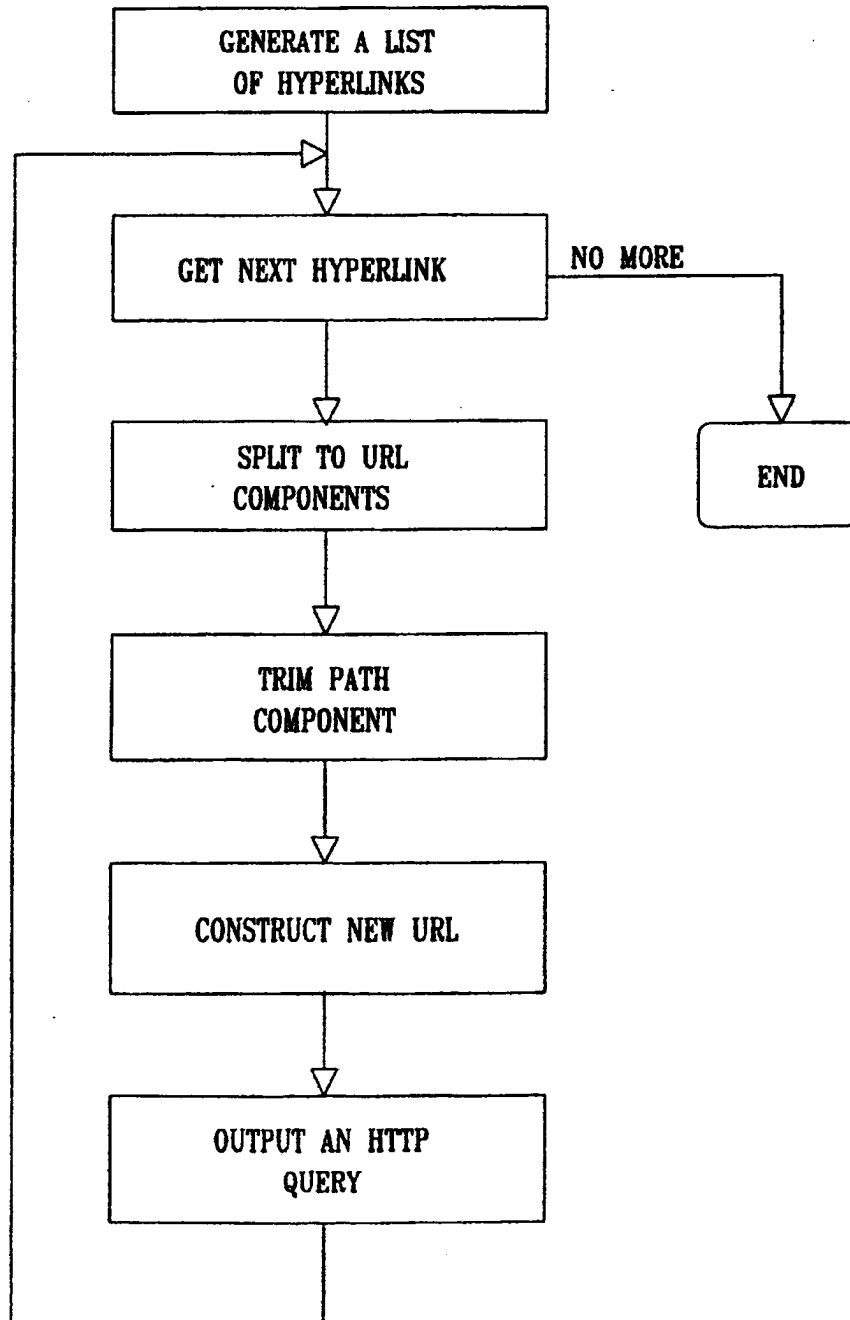 GENERATE A LIST
OF HYPERLINKS
GET NEXT HYPERLINK
NO MORE
SPLIT TO URL
COMPONENTS
END
TRIM PATH
COMPONENT
CONSTRUCT NEW URL
OUTPUT AN HTTP
QUERY